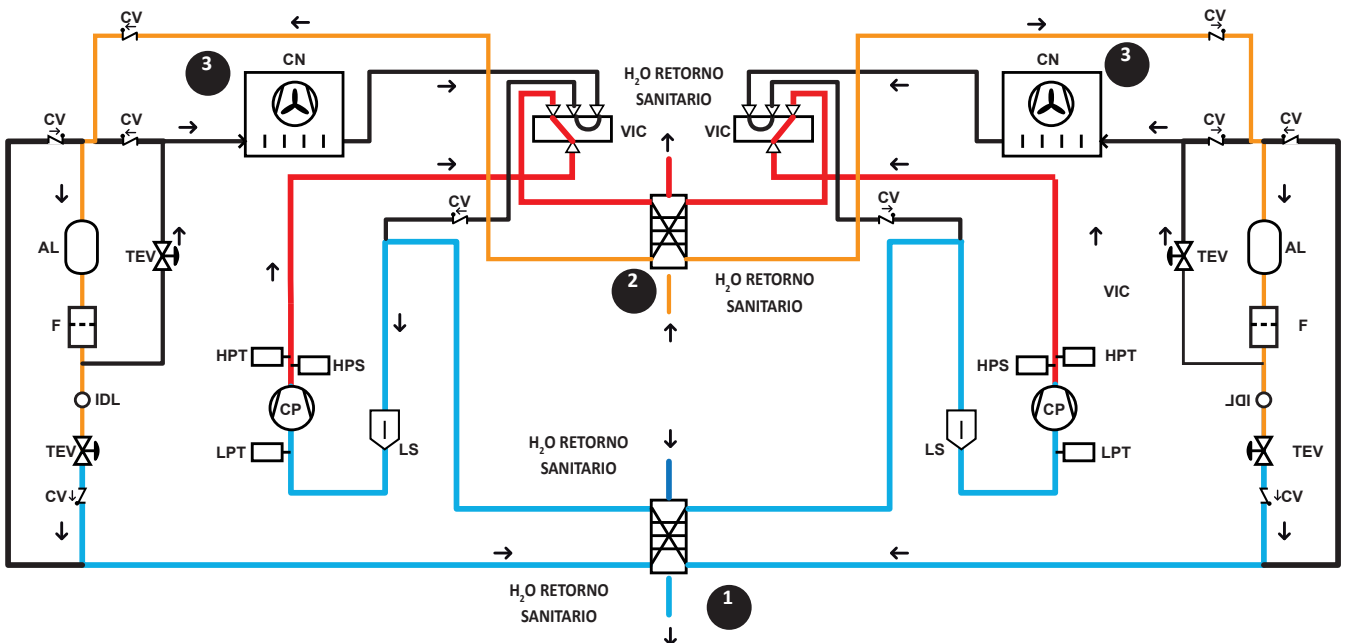 CV
CV
3
CN
H₂O RETORNO
SANITARIO
CN
3
CV
CV
VIC
VIC
CV
CV
CV
CV
AL
TEV
2
H₂O RETORNO
SANITARIO
VIC
TEV
AL
F
F
HPT
HPS
HPS
HPT
IDL
CP
CP
IDL
TEV
LPT
LS
H₂O RETORNO
SANITARIO
LS
LPT
TEV
CV
CV
H₂O RETORNO
SANITARIO
1